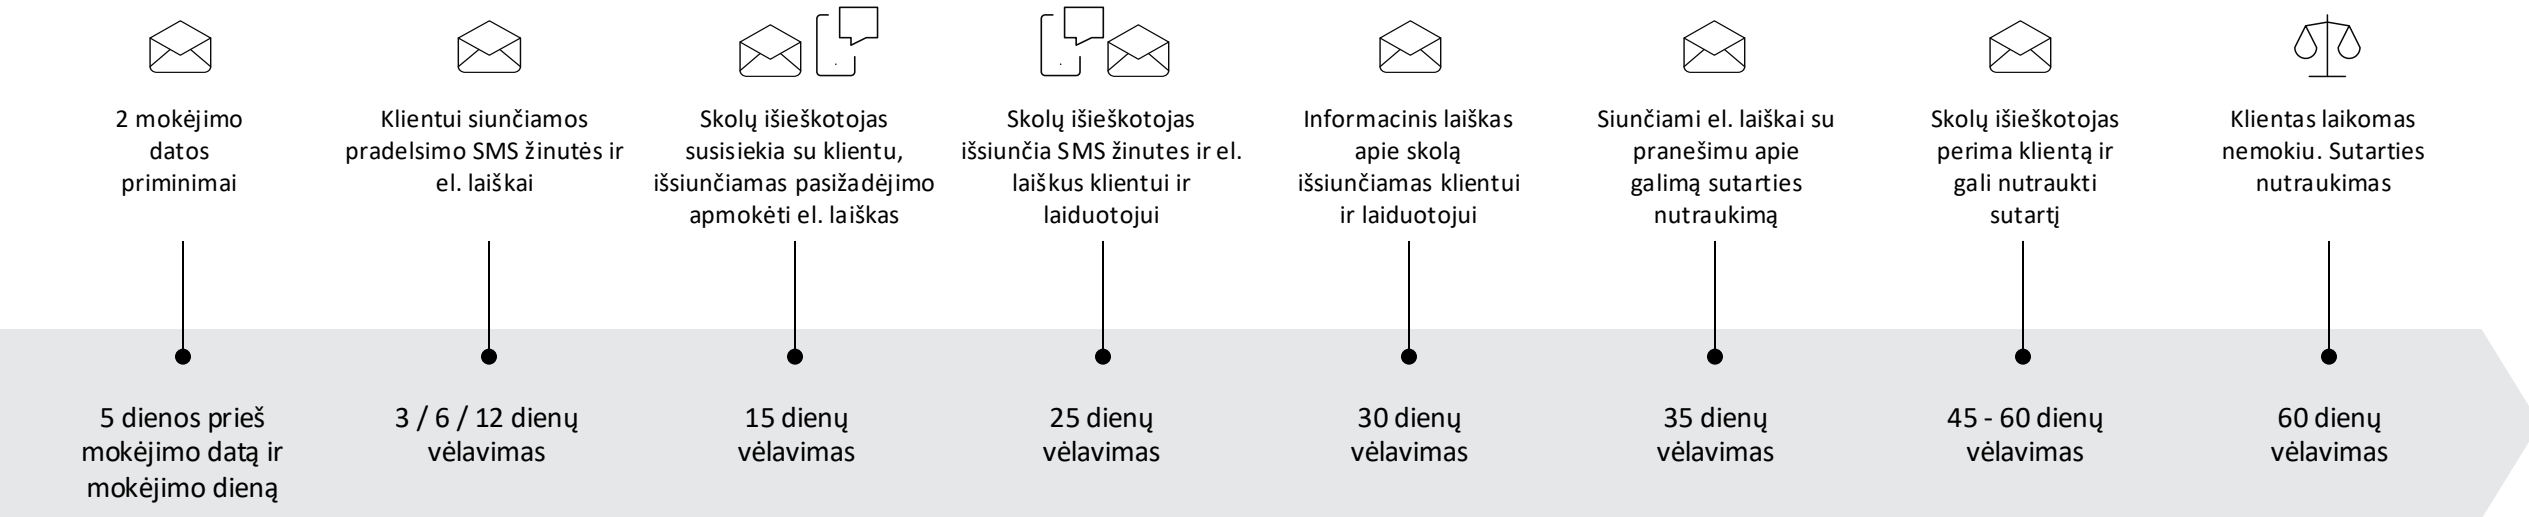 2 mokėjimo
datos
priminimai
Klientui siunčiamos
pradelsimo SMS žinutės ir
el. laiškai
Skolų išieškotojas
susisiekia su klientu,
išsiunčiamas pasižadėjimo
apmokėti el. laiškas
Skolų išieškotojas
išsiunčia SMS žinutes ir el.
laiškus klientui ir
laiduotojui
Informacinis laiškas
apie skolą
išsiunčiamas klientui
ir laiduotojui
Siunčiami el. laiškai su
pranešimu apie
galimą sutarties
nutraukimą
Skolų išieškotojas
perima klientą ir
gali nutraukti
sutartį
Klientas laikomas
nemokiu. Sutarties
nutraukimas
5 dienos prieš
mokėjimo datą ir
mokėjimo dieną
3 / 6 / 12 dienų
vėlavimas
15 dienų
vėlavimas
25 dienų
vėlavimas
30 dienų
vėlavimas
35 dienų
vėlavimas
45 - 60 dienų
vėlavimas
60 dienų
vėlavimas